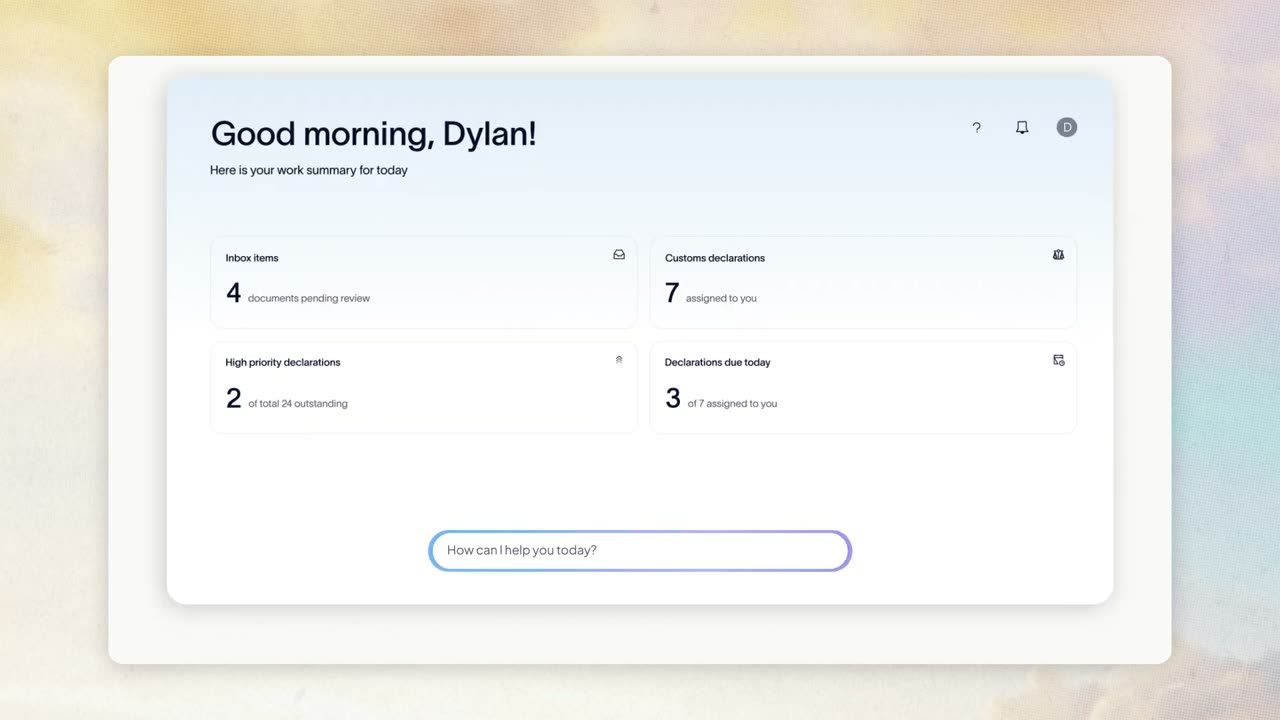 Good morning, Dylan!
Here is your work summary for today
?
D
Inbox items
4 documents pending review
Customs declarations
7 assigned to you
High priority declarations
2 of total 24 outstanding
Declarations due today
3 of 7 assigned to you
How can I help you today?